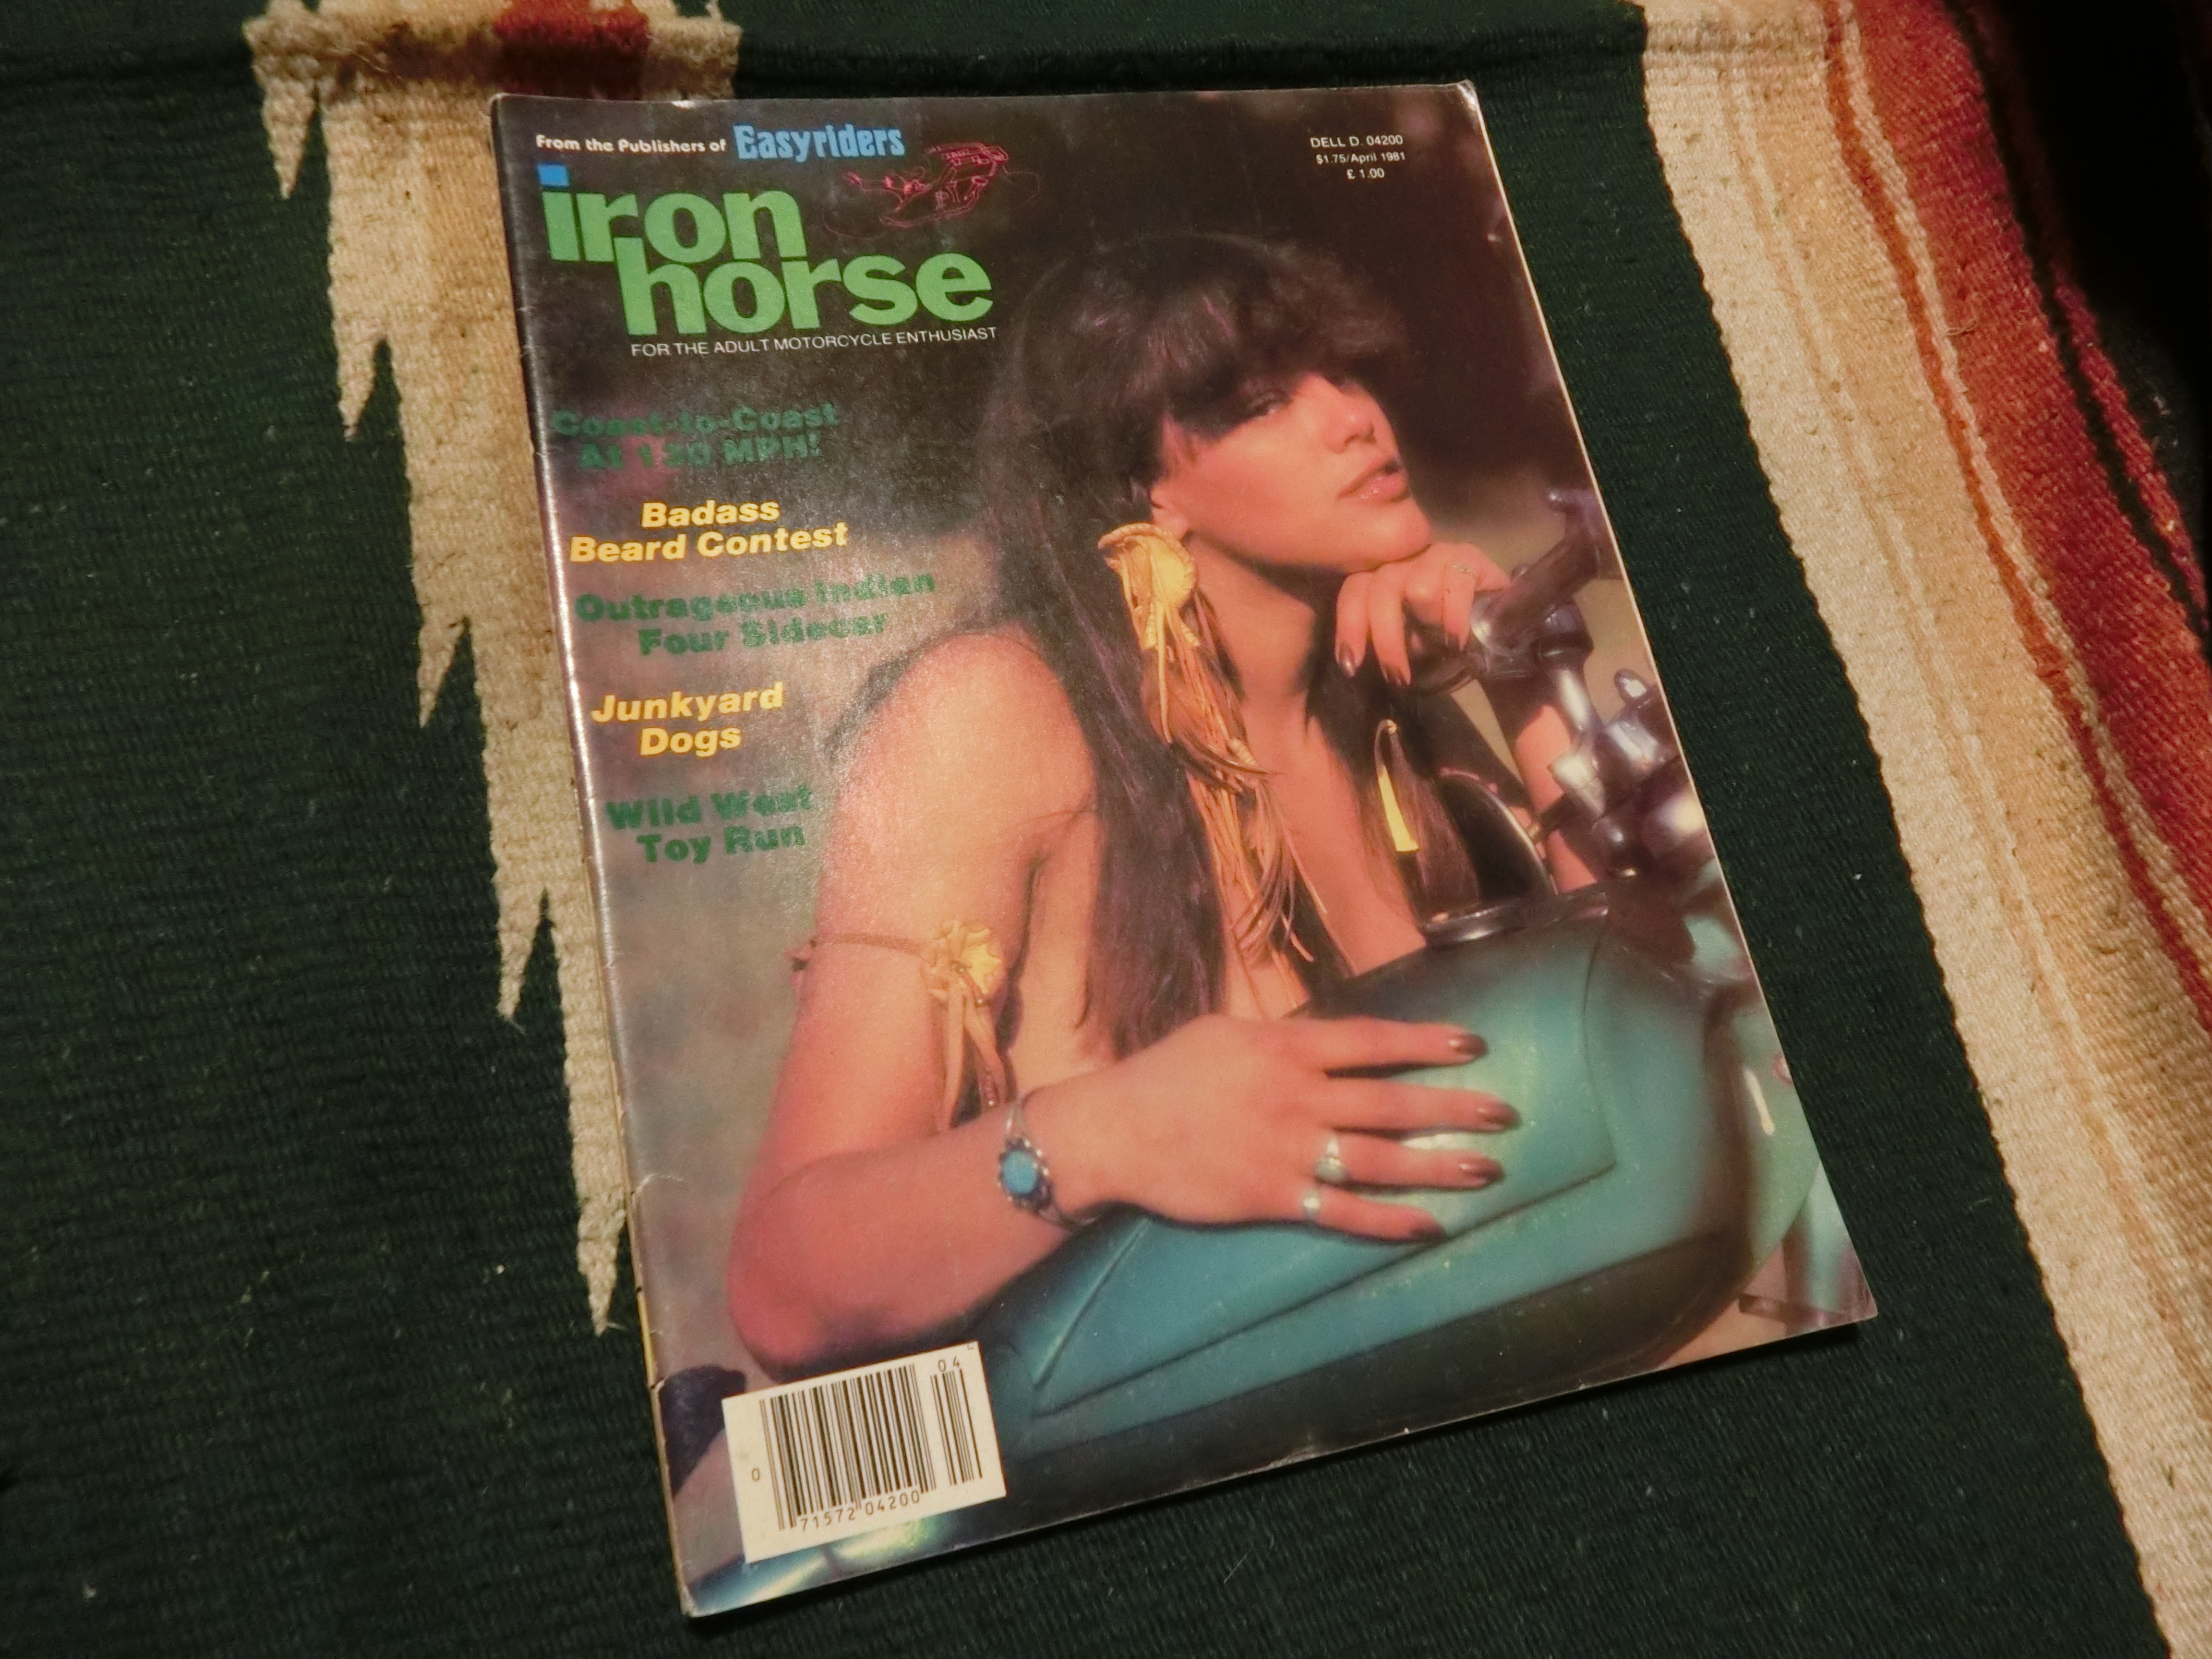 From the Publishers of Easyriders
DELL D. 04200
$1.75/April 1981
£ 1.00
iron
horse
FOR THE ADULT MOTORCYCLE ENTHUSIAST
Coast-to-Coast
At 120 MPH!
Badass
Beard Contest
Outrageous Indian
Four Sidecar
Junkyard
Dogs
Wild West
Toy Run
04
0
71572 04200